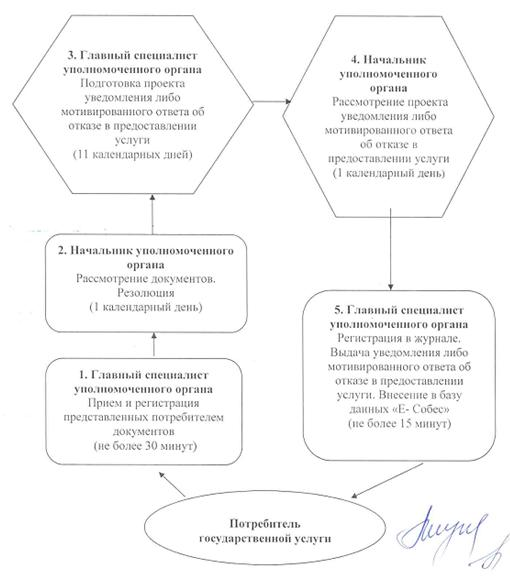 3. Главный специалист
уполномоченного органа
Подготовка проекта
уведомления либо
мотивированного ответа об
отказе в предоставлении
услуги
(11 календарных дней)
4. Начальник
уполномоченного
органа
Рассмотрение проекта
уведомления либо
мотивированного ответа
об отказе в
предоставлении услуги
(1 календарный день)
2. Начальник уполномоченного
органа
Рассмотрение документов.
Резолюция
(1 календарный день)
5. Главный специалист
уполномоченного органа
Регистрация в журнале.
Выдача уведомления либо
мотивированного ответа об
отказе в предоставлении
услуги. Внесение в базу
данных «Е- Собес»
(не более 15 минут)
1. Главный специалист
уполномоченного органа
Прием и регистрация
представленных потребителем
документов
(не более 30 минут)
Потребитель
государственной услуги